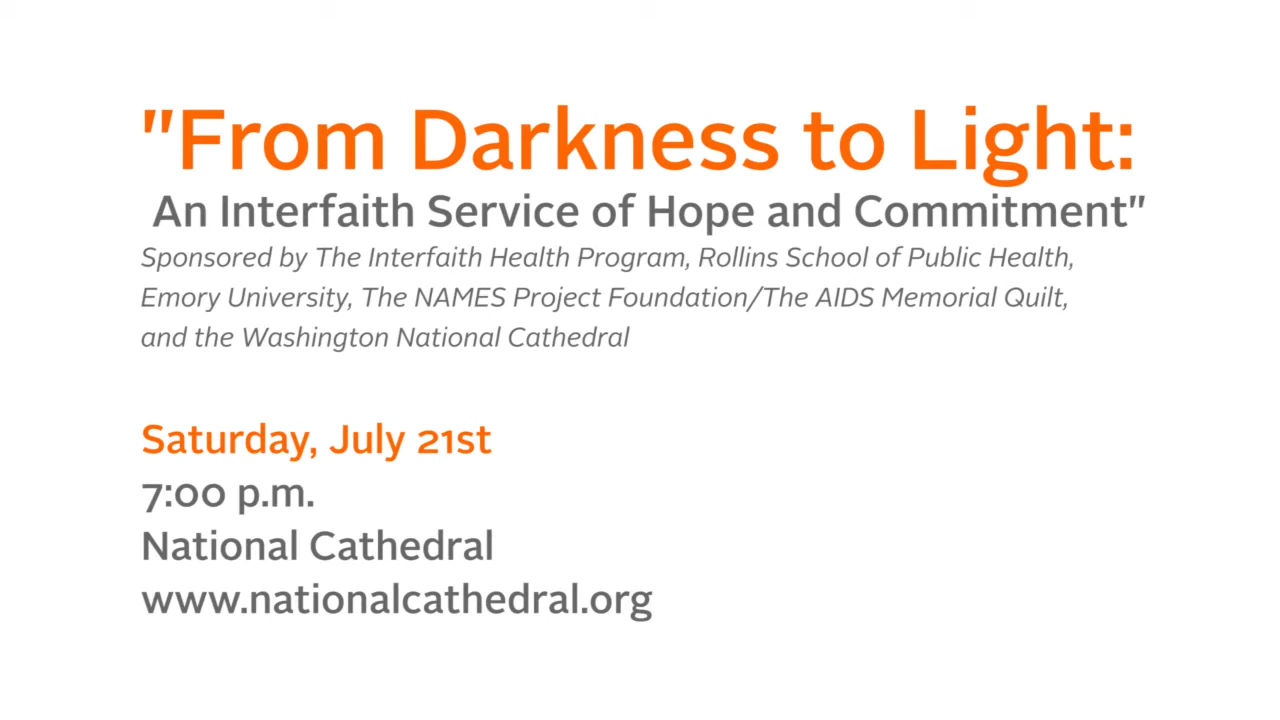 "From Darkness to Light:
An Interfaith Service of Hope and Commitment"
Sponsored by The Interfaith Health Program, Rollins School of Public Health,
Emory University, The NAMES Project Foundation/The AIDS Memorial Quilt,
and the Washington National Cathedral
Saturday, July 21st
7:00 p.m.
National Cathedral
www.nationalcathedral.org